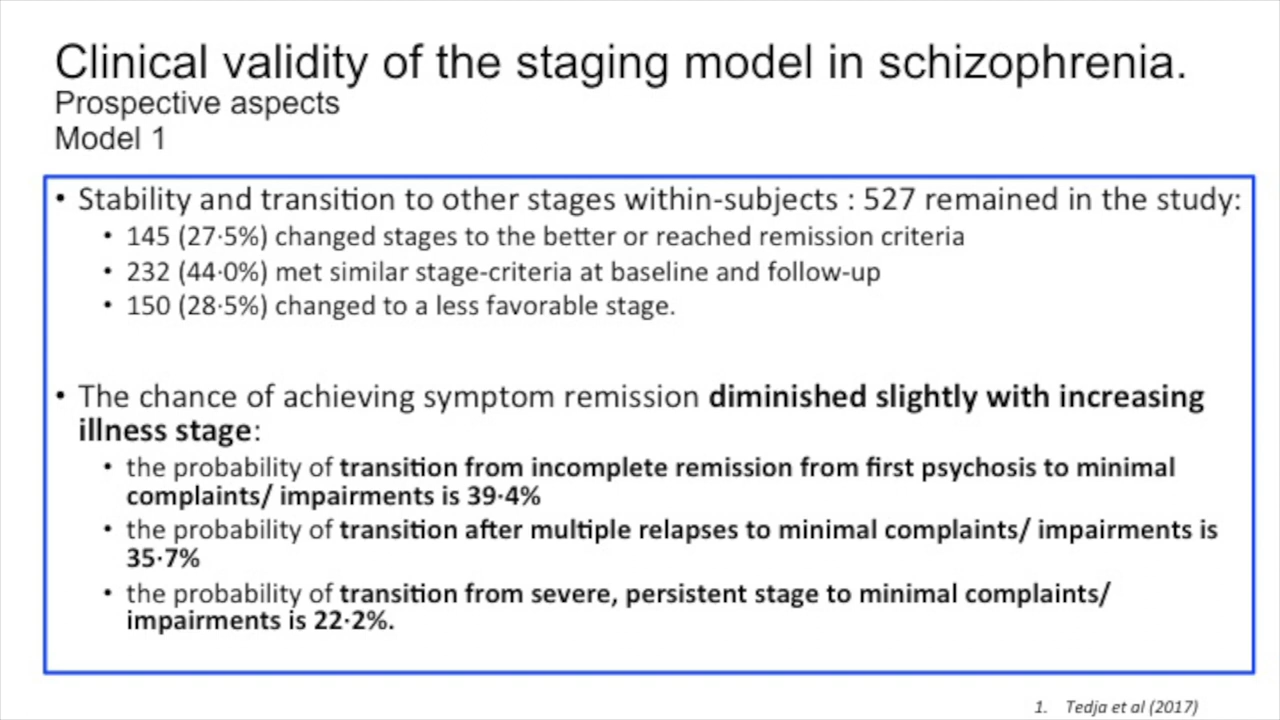 Clinical validity of the staging model in schizophrenia.
Prospective aspects
Model 1
• Stability and transition to other stages within-subjects : 527 remained in the study:
• 145 (27·5%) changed stages to the better or reached remission criteria
• 232 (44·0%) met similar stage-criteria at baseline and follow-up
• 150 (28·5%) changed to a less favorable stage.
• The chance of achieving symptom remission diminished slightly with increasing
illness stage:
• the probability of transition from incomplete remission from first psychosis to minimal
complaints/ impairments is 39·4%
• the probability of transition after multiple relapses to minimal complaints/ impairments is
35·7%
• the probability of transition from severe, persistent stage to minimal complaints/
impairments is 22·2%.
1. Tedja et al (2017)